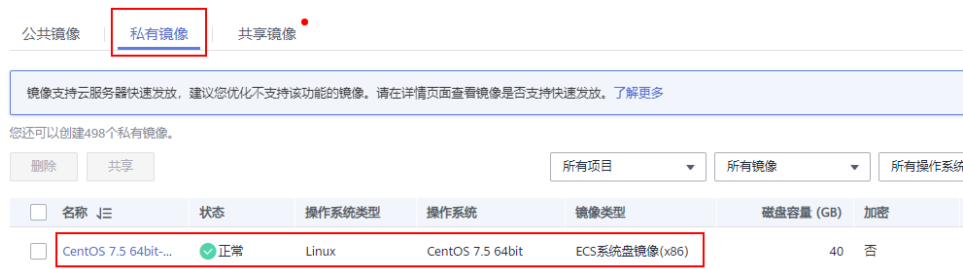 公共镜像 私有镜像 共享镜像
镜像支持云服务器快速发放，建议您优化不支持该功能的镜像。请在详情页面查看镜像是否支持快速发放。了解更多
您还可以创建498个私有镜像。
删除 共享 所有项目 所有镜像 所有操作系统
名称 状态 操作系统类型 操作系统 镜像类型 磁盘容量 (GB) 加密
CentOS 7.5 64bit-... 正常 Linux CentOS 7.5 64bit ECS系统盘镜像(x86) 40 否